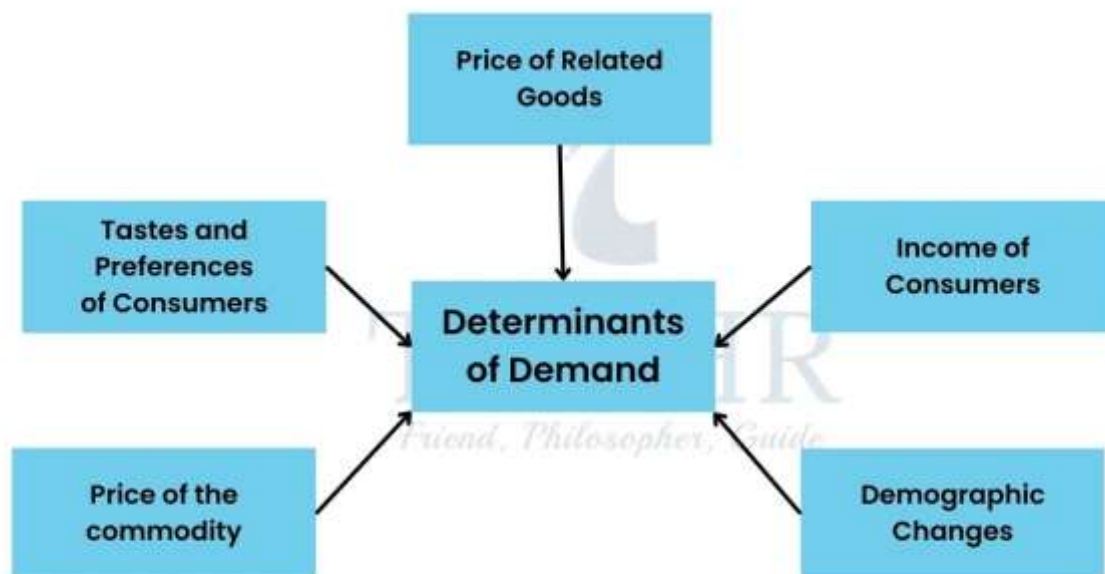 Price of Related
Goods
Tastes and
Preferences
of Consumers
Income of
Consumers
Determinants
of Demand
Friend, Philosopher, Guide
Price of the
commodity
Demographic
Changes